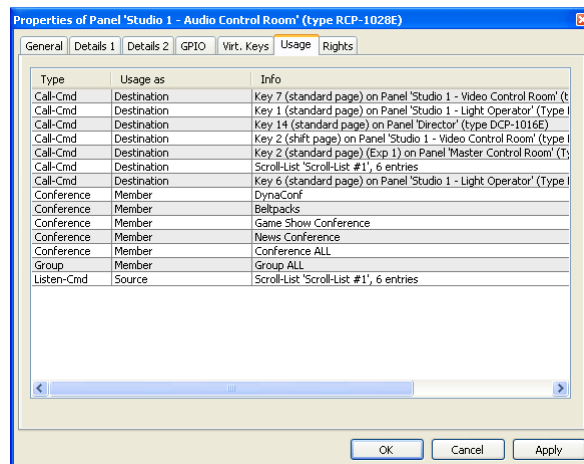 Properties of Panel 'Studio 1 - Audio Control Room' (type RCP-1028E)
General Details 1 Details 2 GPIO Virt. Keys Usage Rights
Type Usage as Info
Call-Cmd Destination Key 7 (standard page) on Panel 'Studio 1 - Video Control Room' (t
Call-Cmd Destination Key 1 (standard page) on Panel 'Studio 1 - Light Operator' (Type
Call-Cmd Destination Key 14 (standard page) on Panel 'Director' (type DCP-1016E)
Call-Cmd Destination Key 2 (shift page) on Panel 'Studio 1 - Video Control Room' (Type
Call-Cmd Destination Key 2 (standard page) (Exp 1) on Panel 'Master Control Room' (T
Call-Cmd Destination Scroll-List 'Scroll-List #1', 6 entries
Call-Cmd Destination Key 6 (standard page) on Panel 'Studio 1 - Light Operator' (Type
Conference Member DynaConf
Conference Member Beltpacks
Conference Member Game Show Conference
Conference Member News Conference
Conference Member Conference ALL
Group Member Group ALL
Listen-Cmd Source Scroll-List 'Scroll-List #1', 6 entries
OK Cancel Apply